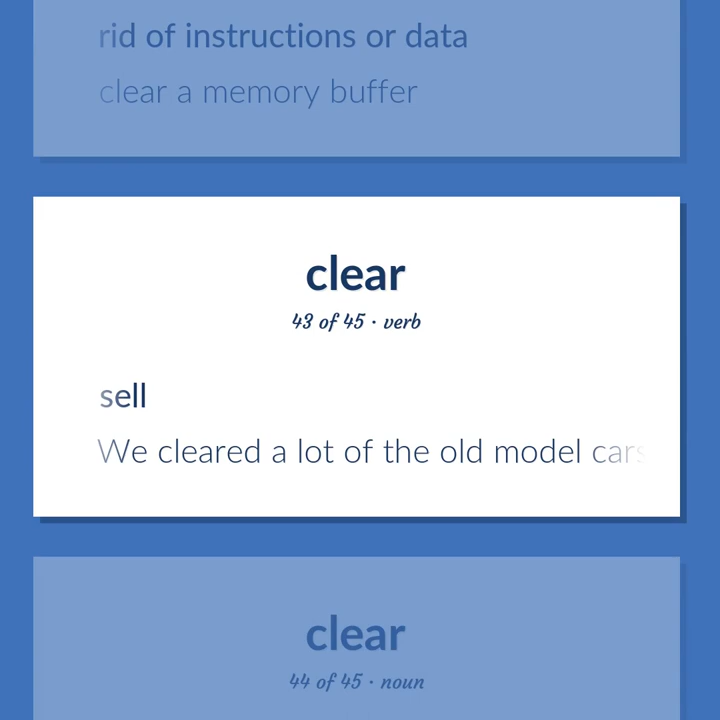 rid of instructions or data
clear a memory buffer
clear
43 of 45 · verb
sell
We cleared a lot of the old model cars
clear
44 of 45 · noun